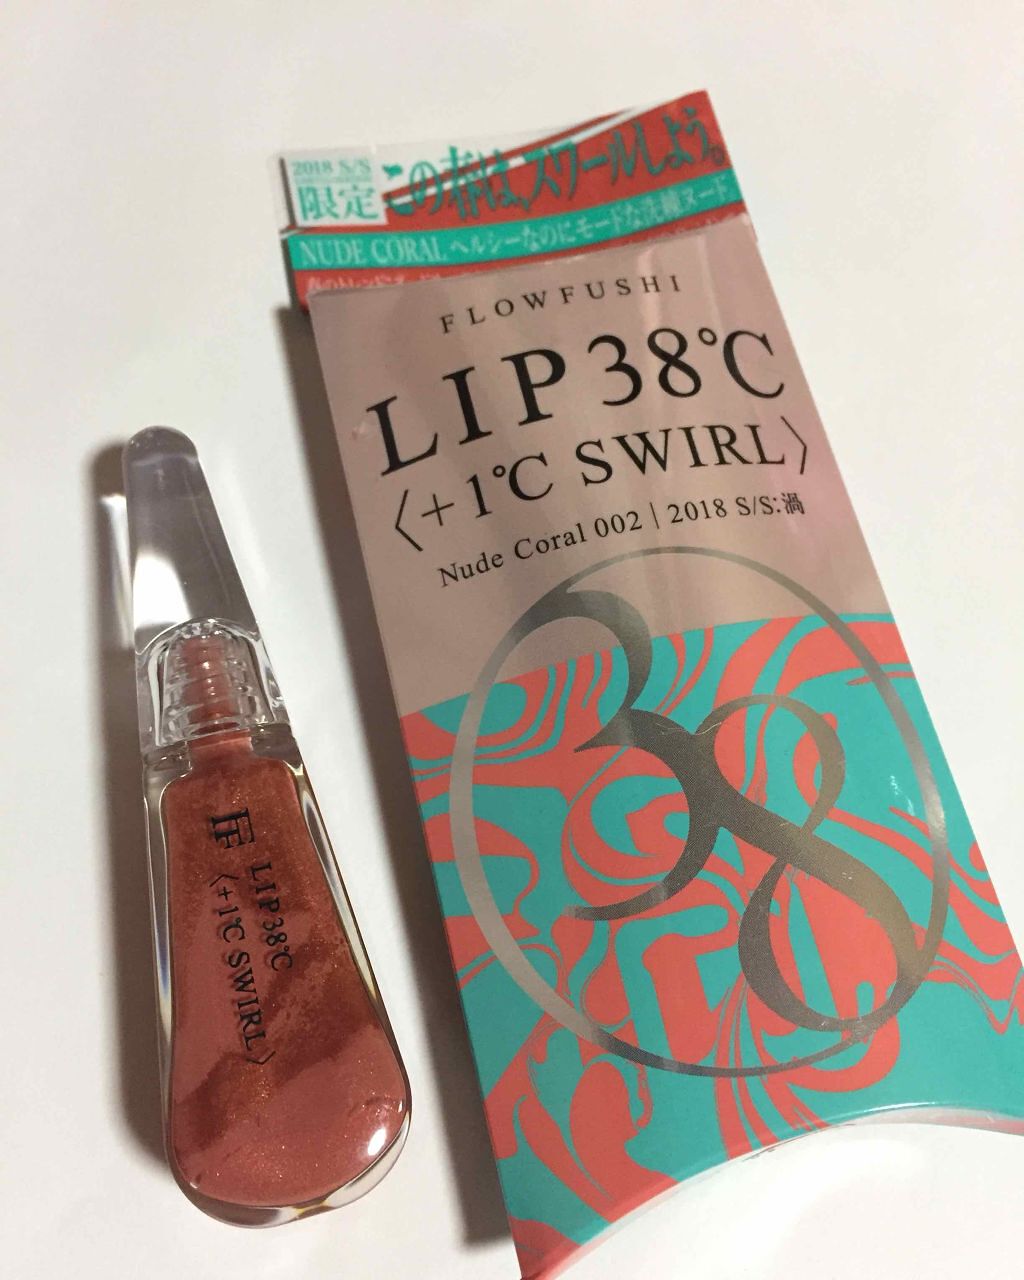 2018 S/S
限定
この春は、スワールしよう。
NUDE CORAL ヘルシーなのにモードな洗練ヌード
FLOWFUSHI
LIP38℃
〈+1℃ SWIRL〉
Nude Coral 002 | 2018 S/S:渦
38
FF
LIP38℃
〈+1℃ SWIRL〉